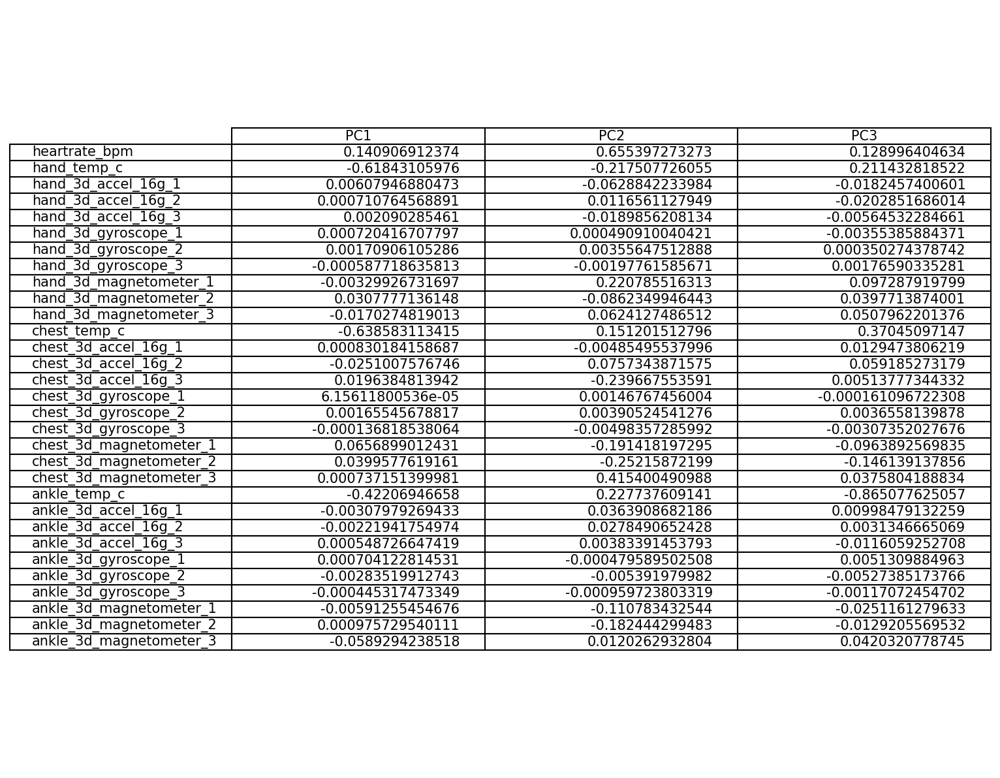 PC1 PC2 PC3
heartrate_bpm 0.140906912374 0.655397273273 0.128996404634
hand_temp_c -0.61843105976 -0.217507726055 0.211432818522
hand_3d_accel_16g_1 0.00607946880473 -0.0628842233984 -0.0182457400601
hand_3d_accel_16g_2 0.000710764568891 0.0116561127949 -0.0202851686014
hand_3d_accel_16g_3 0.002090285461 -0.0189856208134 -0.00564532284661
hand_3d_gyroscope_1 0.000720416707797 0.000490910040421 -0.00355385884371
hand_3d_gyroscope_2 0.00170906105286 0.00355647512888 0.000350274378742
hand_3d_gyroscope_3 -0.000587718635813 -0.00197761585671 0.00176590335281
hand_3d_magnetometer_1 -0.00329926731697 0.220785516313 0.097287919799
hand_3d_magnetometer_2 0.0307777136148 -0.0862349946443 0.0397713874001
hand_3d_magnetometer_3 -0.0170274819013 0.0624127486512 0.0507962201376
chest_temp_c -0.638583113415 0.151201512796 0.37045097147
chest_3d_accel_16g_1 0.000830184158687 -0.00485495537996 0.0129473806219
chest_3d_accel_16g_2 -0.0251007576746 0.0757343871575 0.059185273179
chest_3d_accel_16g_3 0.0196384813942 -0.239667553591 0.00513777344332
chest_3d_gyroscope_1 6.15611800536e-05 0.00146767456004 -0.000161096722308
chest_3d_gyroscope_2 0.00165545678817 0.00390524541276 0.0036558139878
chest_3d_gyroscope_3 -0.000136818538064 -0.00498357285992 -0.00307352027676
chest_3d_magnetometer_1 0.0656899012431 -0.191418197295 -0.0963892569835
chest_3d_magnetometer_2 0.0399577619161 -0.25215872199 -0.146139137856
chest_3d_magnetometer_3 0.000737151399981 0.415400490988 0.0375804188834
ankle_temp_c -0.42206946658 0.227737609141 -0.865077625057
ankle_3d_accel_16g_1 -0.00307979269433 0.0363908682186 0.00998479132259
ankle_3d_accel_16g_2 -0.00221941754974 0.0278490652428 0.0031346665069
ankle_3d_accel_16g_3 0.000548726647419 0.00383391453793 -0.0116059252708
ankle_3d_gyroscope_1 0.000704122814531 -0.000479589502508 0.0051309884963
ankle_3d_gyroscope_2 -0.00283519912743 -0.005391979982 -0.00527385173766
ankle_3d_gyroscope_3 -0.000445317473349 -0.000959723803319 -0.00117072454702
ankle_3d_magnetometer_1 -0.00591255454676 -0.110783432544 -0.0251161279633
ankle_3d_magnetometer_2 0.000975729540111 -0.182444299483 -0.0129205569532
ankle_3d_magnetometer_3 -0.0589294238518 0.0120262932804 0.0420320778745